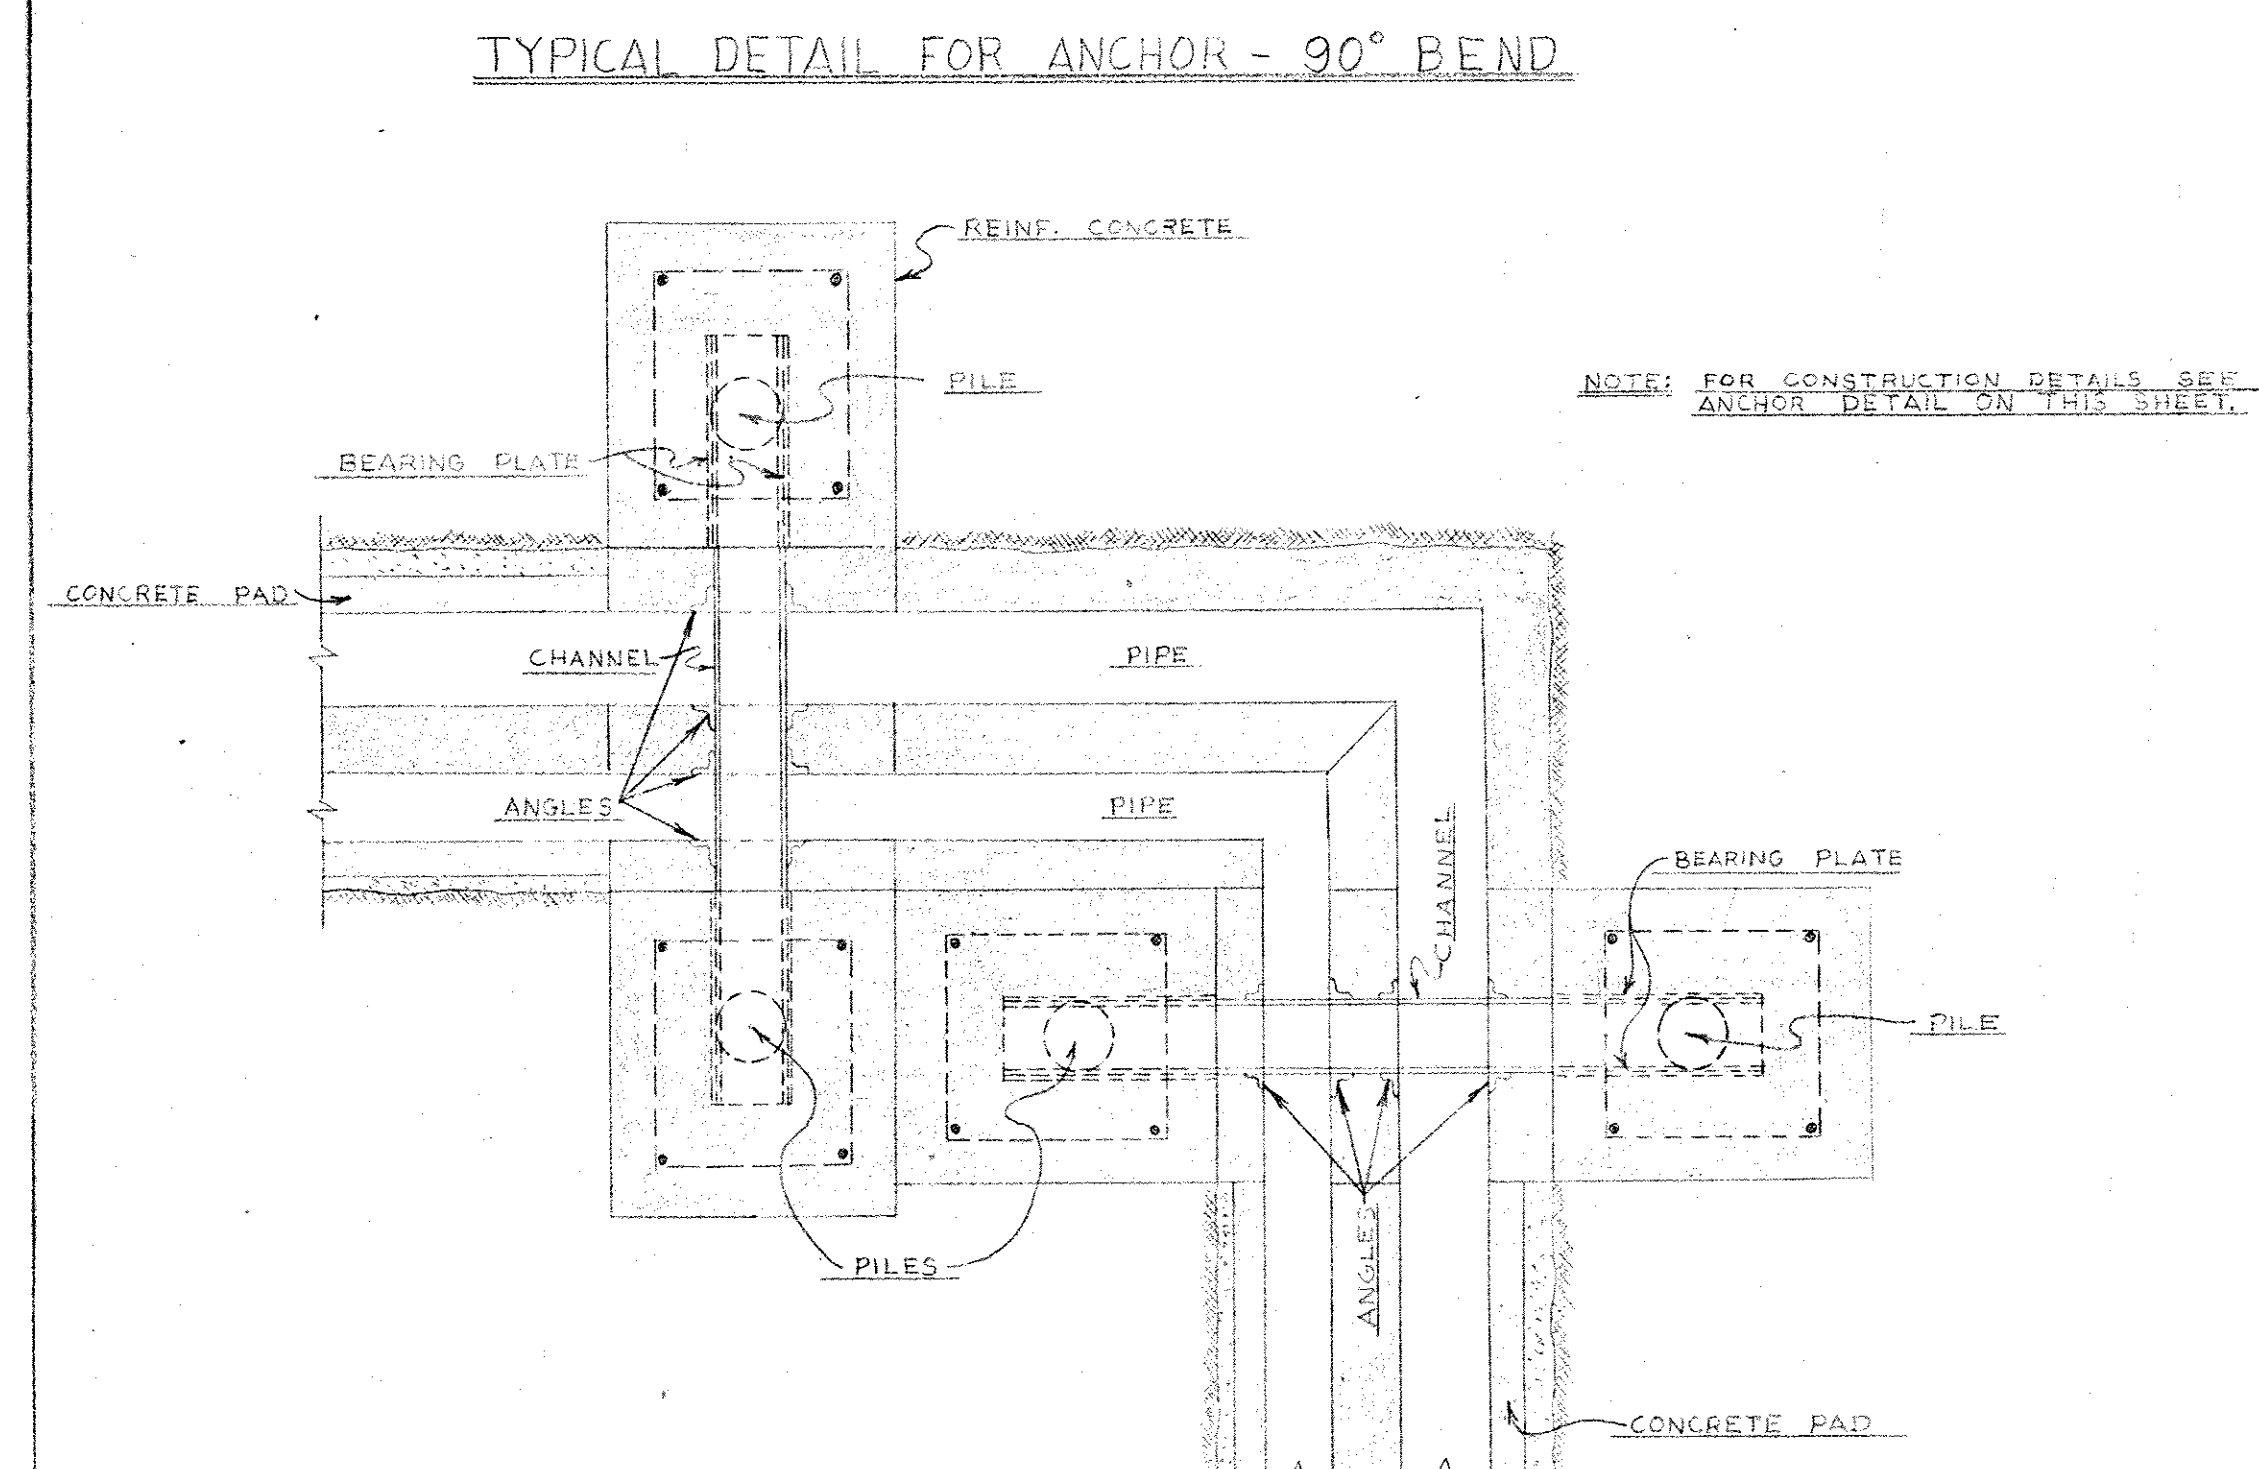 TYPICAL DETAIL FOR ANCHOR - 90° BEND
REINF. CONCRETE
PILE
NOTE: FOR CONSTRUCTION DETAILS SEE
ANCHOR DETAIL ON THIS SHEET.
BEARING PLATE
CONCRETE PAD
CHANNEL
PIPE
ANGLES
PIPE
CHANNEL
BEARING PLATE
PILE
PILES
ANGLES
CONCRETE PAD